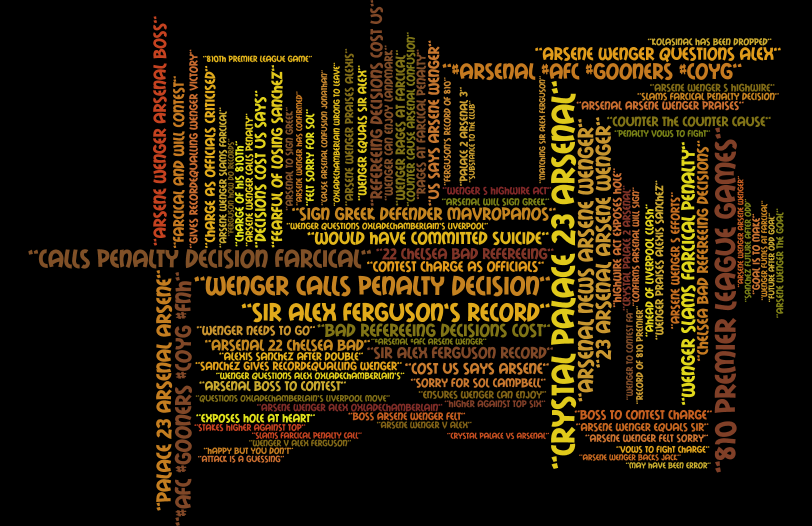 "KOLASINAC HAS BEEN DROPPED"
"ARSENE WENGER QUESTIONS ALEX"
"810TH PREMIER LEAGUE GAME"
"#ARSENAL #AFC #GOONERS #COYG"
"ARSENE WENGER S HIGHWIRE"
"SLAMS FARCICAL PENALTY DECISION"
"ARSENAL ARSENE WENGER PRAISES"
"COUNTER THE COUNTER CAUSE"
"PENALTY VOWS TO FIGHT"
"WENGER S HIGHWIRE ACT"
"ARSENAL WILL SIGN GREEK"
"SIGN GREEK DEFENDER MAVROPANOS"
"WENGER QUESTIONS OXLADECHAMBERLAIN'S LIVERPOOL"
"WOULD HAVE COMMITTED SUICIDE"
"CALLS PENALTY DECISION FARCICAL"
"22 CHELSEA BAD REFEREEING"
"CONTEST CHARGE AS OFFICIALS"
"WENGER CALLS PENALTY DECISION"
"SIR ALEX FERGUSON'S RECORD"
"WENGER NEEDS TO GO"
"BAD REFEREEING DECISIONS COST"
"ARSENAL 22 CHELSEA BAD"
"ARSENAL #AFC ARSENE WENGER"
"ALEXIS SANCHEZ AFTER DOUBLE"
"SIR ALEX FERGUSON RECORD"
"SANCHEZ GIVES RECORDEQUALLING WENGER"
"COST US SAYS ARSENE"
"WENGER QUESTIONS ALEX OXLADECHAMBERLAIN'S"
"ARSENAL BOSS TO CONTEST"
"SORRY FOR SOL CAMPBELL"
"QUESTIONS OXLADECHAMBERLAIN'S LIVERPOOL MOVE"
"ENSURES WENGER CAN ENJOY"
"ARSENE WENGER ALEX OXLADECHAMBERLAIN"
"HIGHER AGAINST TOP SIX"
"EXPOSES HOLE AT HEART"
"BOSS ARSENE WENGER FELT"
"BOSS TO CONTEST CHARGE"
"STAKES HIGHER AGAINST TOP"
"ARSENE WENGER V ALEX"
"ARSENE WENGER EQUALS SIR"
"SLAMS FARCICAL PENALTY CALL"
"CRYSTAL PALACE VS ARSENAL"
"ARSENE WENGER FELT SORRY"
"WENGER V ALEX FERGUSON"
"HAPPY BUT YOU DON'T"
"VOWS TO FIGHT CHARGE"
"ATTACK IS A GUESSING"
"ARSENE WENGER BACKS JACK"
"MAY HAVE BEEN ERROR"
"ARSENE WENGER ARSENAL BOSS"
"PALACE 23 ARSENAL ARSENE"
"FARCICAL AND WILL CONTEST"
"AFC #GOONERS #COYG #FNH"
"GIVES RECORDEQUALLING WENGER VICTORY"
"CHARGE AS OFFICIALS CRITICISED"
"ARSENE WENGER SLAMS FARCICAL"
"CHARGE OF HIS 810TH"
"ARSENE WENGER SLAMS PENALTY"
"DECISIONS COST US SAYS"
"FEARFUL OF LOSING SANCHEZ"
"ARSENAL TO SIGN GREEK"
"ARSENE WENGER HAS CONFIRMED"
"FELT SORRY FOR SOL"
"CAUSE ARSENAL CONFUSION JONATHAN"
"OXLADECHAMBERLAIN WRONG TO LEAVE"
"ARSENE WENGER PRAISES ALEXIS"
"WENGER EQUALS SIR ALEX"
"REFEREEING DECISIONS COST US"
"WENGER CAN ENJOY LANDMARK"
"WENGER RAGES AT FARCICAL"
"COUNTER CAUSE ARSENAL CONFUSION"
"RAGES AT FARCICAL PENALTY"
"US SAYS ARSENE WENGER"
"FERGUSON'S RECORD OF 810"
"PALACE 2 ARSENAL 3"
"SUBSTANCE TO THE CLUB"
"MATCHING SIR ALEX FERGUSON"
"CRYSTAL PALACE 23 ARSENAL"
"ARSENAL NEWS ARSENE WENGER"
"23 ARSENAL ARSENE WENGER"
"HIGHWIRE ACT EXPOSES HOLE"
"CRYSTAL PALACE 2 ARSENAL"
"WENGER TO CONTEST FA"
"RECORD OF 810 PREMIER"
"CONFIRMS ARSENAL WILL SIGN"
"AHEAD OF LIVERPOOL CLASH"
"WENGER PRAISES ALEXIS SANCHEZ"
"ARSENE WENGER S EFFORTS"
"WENGER SLAMS FARCICAL PENALTY"
"CHELSEA BAD REFEREEING DECISIONS"
"810 PREMIER LEAGUE GAMES"
"ARSENE WENGER ARSENE WENGER"
"SANCHEZ FUTURE AFTER ODD"
"GOAL IS TO MAKE"
"WENGER FUMES AT FARCICAL"
"FUTURE AFTER ODD GOAL"
"ARSENE WENGER THE GOAL"